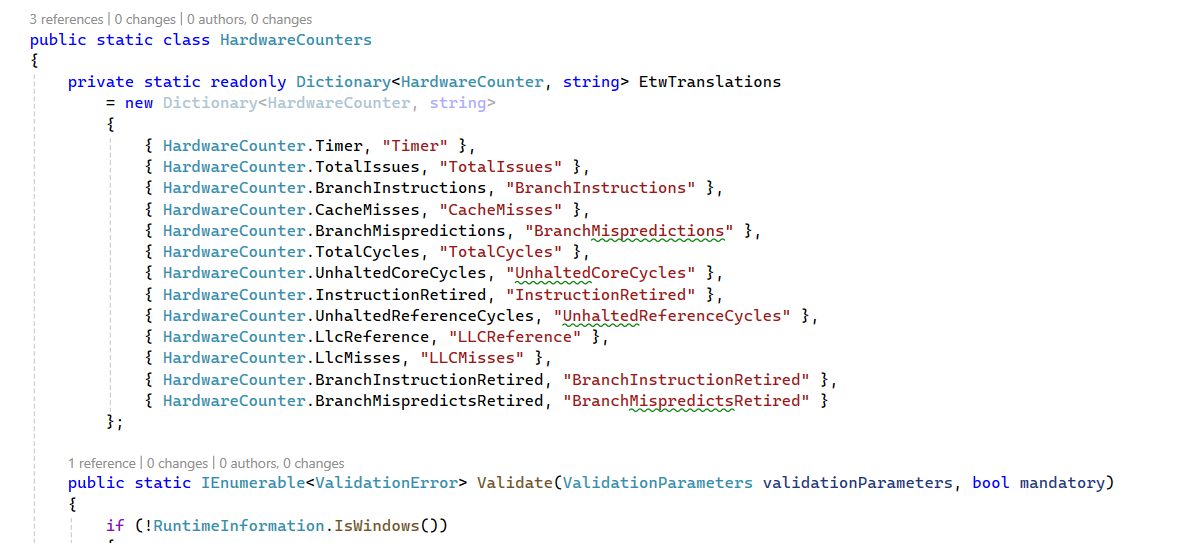 3 references | 0 changes | 0 authors, 0 changes
public static class HardwareCounters
{
private static readonly Dictionary<HardwareCounter, string> EtwTranslations
= new Dictionary<HardwareCounter, string>
{
{ HardwareCounter.Timer, "Timer" },
{ HardwareCounter.TotalIssues, "TotalIssues" },
{ HardwareCounter.BranchInstructions, "BranchInstructions" },
{ HardwareCounter.CacheMisses, "CacheMisses" },
{ HardwareCounter.BranchMispredictions, "BranchMispredictions" },
{ HardwareCounter.TotalCycles, "TotalCycles" },
{ HardwareCounter.UnhaltedCoreCycles, "UnhaltedCoreCycles" },
{ HardwareCounter.InstructionRetired, "InstructionRetired" },
{ HardwareCounter.UnhaltedReferenceCycles, "UnhaltedReferenceCycles" },
{ HardwareCounter.LlcReference, "LLCReference" },
{ HardwareCounter.LlcMisses, "LLCMisses" },
{ HardwareCounter.BranchInstructionRetired, "BranchInstructionRetired" },
{ HardwareCounter.BranchMispredictsRetired, "BranchMispredictsRetired" }
};
1 reference | 0 changes | 0 authors, 0 changes
public static IEnumerable<ValidationError> Validate(ValidationParameters validationParameters, bool mandatory)
{
if (!RuntimeInformation.IsWindows())